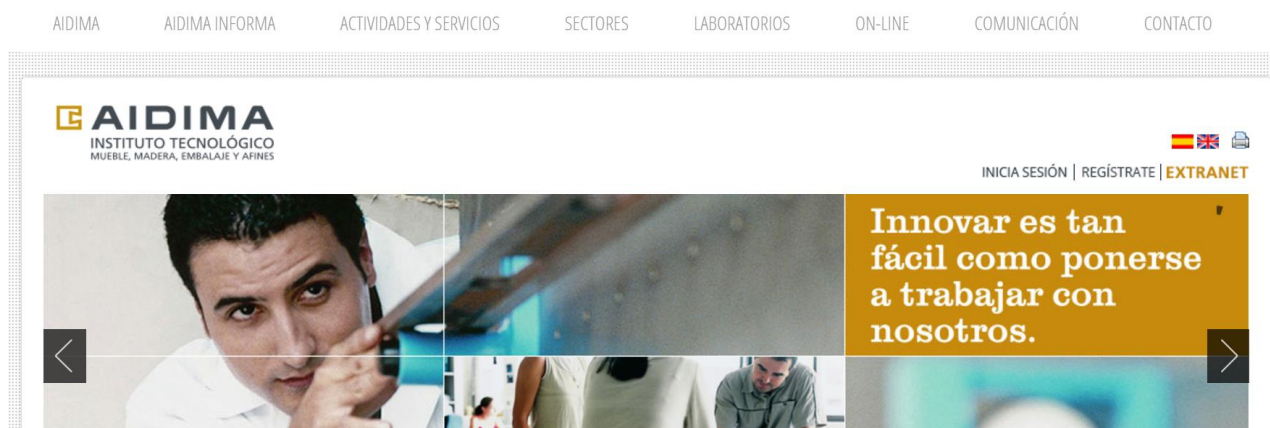 AIDIMA AIDIMA INFORMA ACTIVIDADES Y SERVICIOS SECTORES LABORATORIOS ON-LINE COMUNICACIÓN CONTACTO
AIDIMA
INSTITUTO TECNOLÓGICO
MUEBLE, MADERA, EMBALAJE Y AFINES
INICIA SESIÓN | REGÍSTRATE | EXTRANET
Innovar es tan
fácil como ponerse
a trabajar con
nosotros.